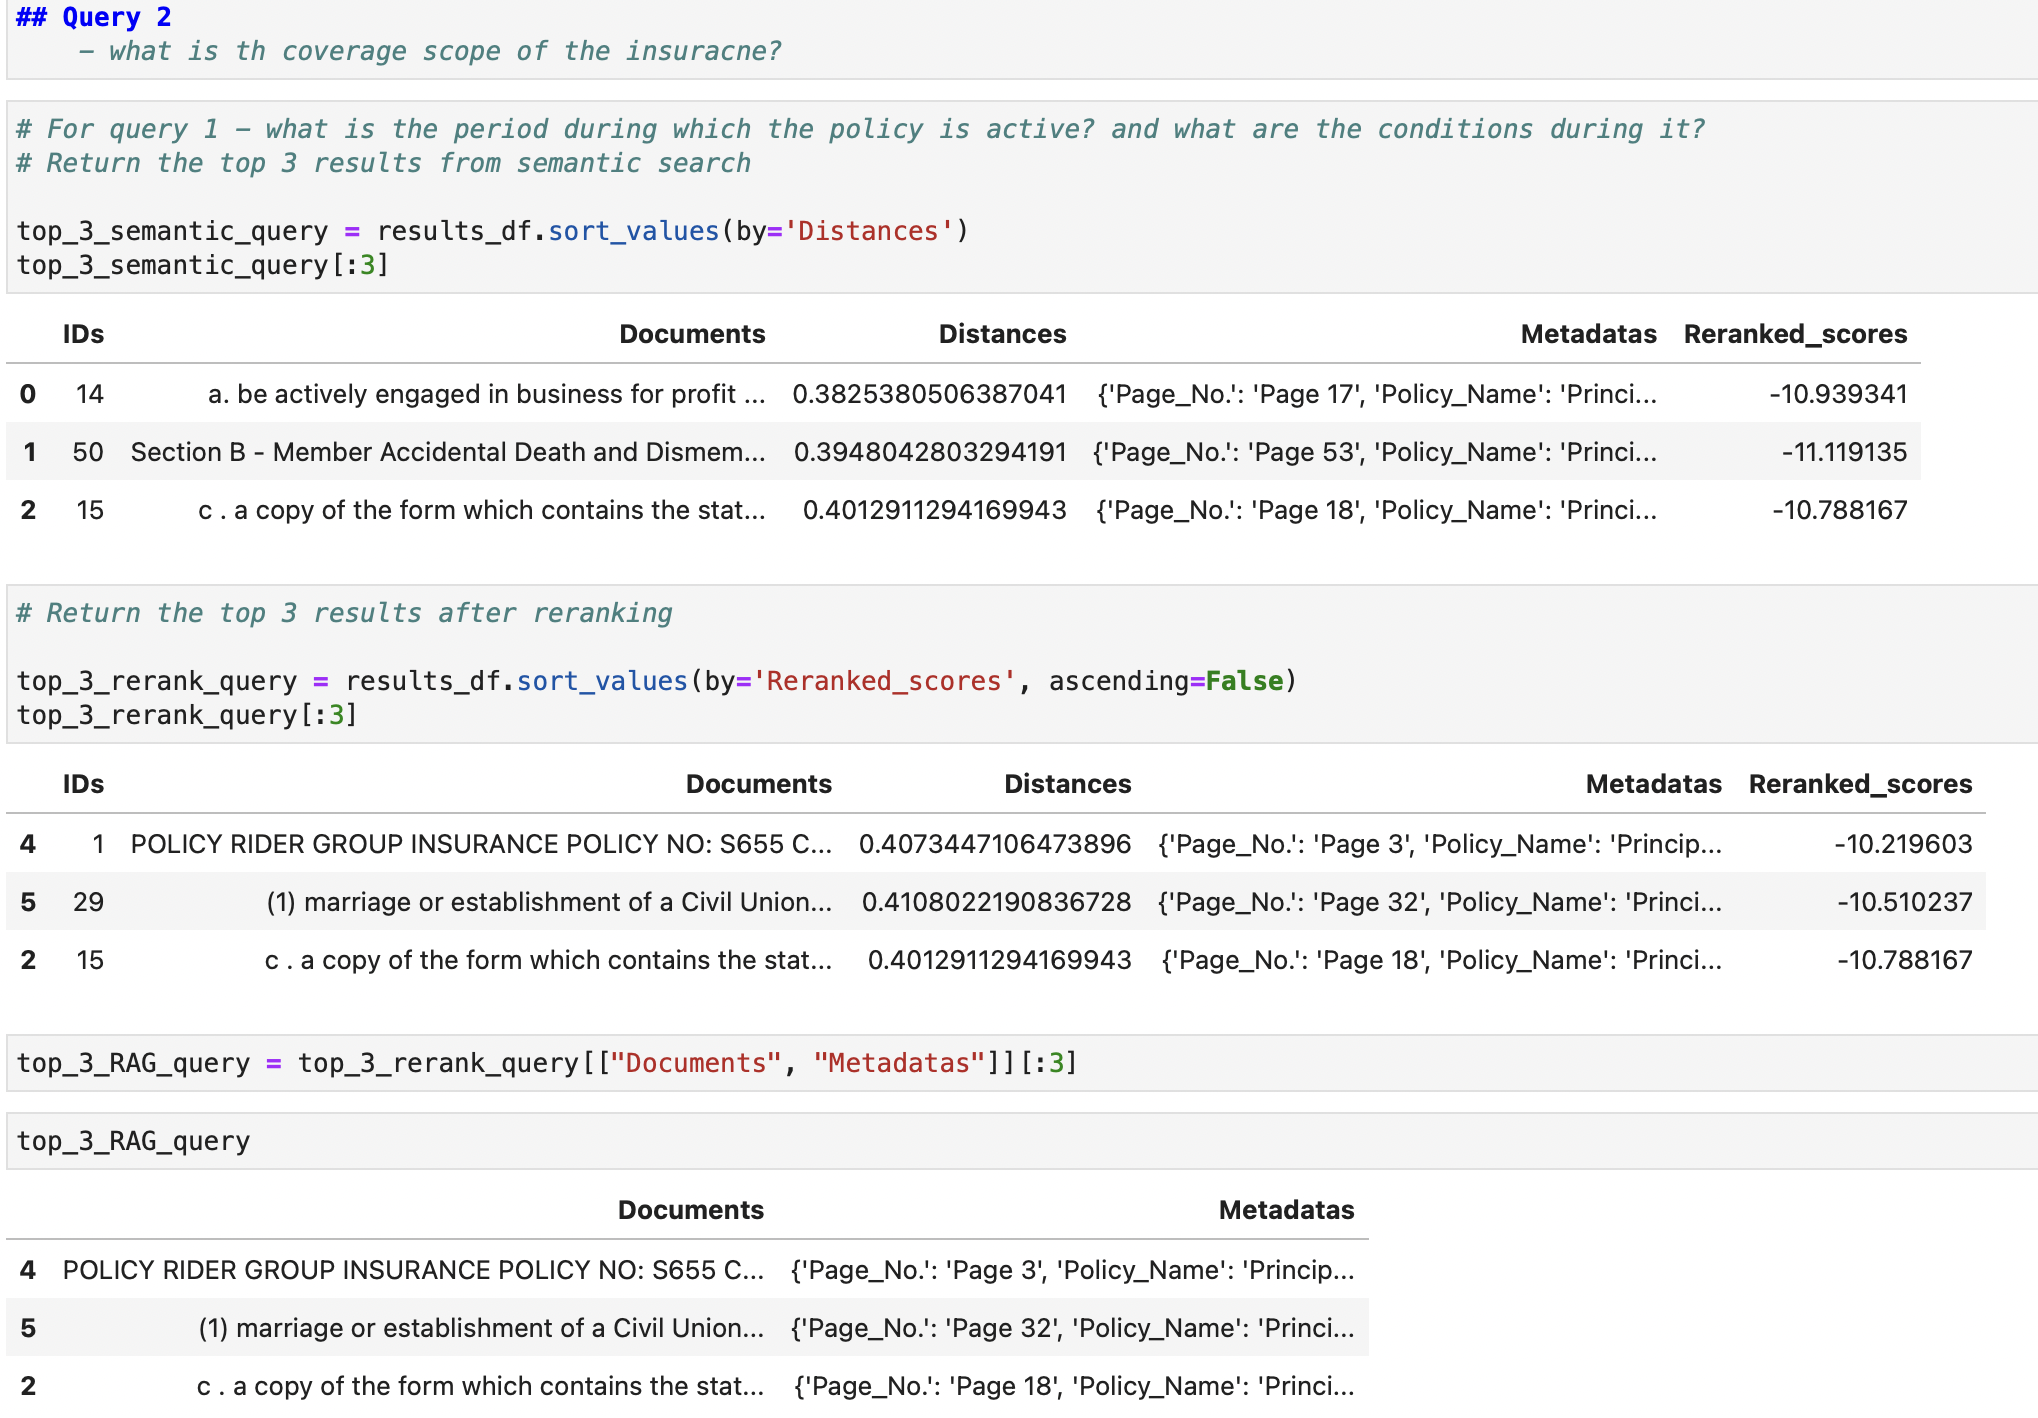 ## Query 2
– what is th coverage scope of the insuracne?
# For query 1 – what is the period during which the policy is active? and what are the conditions during it?
# Return the top 3 results from semantic search
top_3_semantic_query = results_df.sort_values(by='Distances')
top_3_semantic_query[:3]
IDs Documents Distances Metadatas Reranked_scores
0 14 a. be actively engaged in business for profit ... 0.3825380506387041 {'Page_No.': 'Page 17', 'Policy_Name': 'Princi... -10.939341
1 50 Section B - Member Accidental Death and Dismem... 0.3948042803294191 {'Page_No.': 'Page 53', 'Policy_Name': 'Princi... -11.119135
2 15 c . a copy of the form which contains the stat... 0.4012911294169943 {'Page_No.': 'Page 18', 'Policy_Name': 'Princi... -10.788167
# Return the top 3 results after reranking
top_3_rerank_query = results_df.sort_values(by='Reranked_scores', ascending=False)
top_3_rerank_query[:3]
IDs Documents Distances Metadatas Reranked_scores
4 1 POLICY RIDER GROUP INSURANCE POLICY NO: S655 C... 0.4073447106473896 {'Page_No.': 'Page 3', 'Policy_Name': 'Princip... -10.219603
5 29 (1) marriage or establishment of a Civil Union... 0.4108022190836728 {'Page_No.': 'Page 32', 'Policy_Name': 'Princi... -10.510237
2 15 c . a copy of the form which contains the stat... 0.4012911294169943 {'Page_No.': 'Page 18', 'Policy_Name': 'Princi... -10.788167
top_3_RAG_query = top_3_rerank_query[["Documents", "Metadatas"]][:3]
top_3_RAG_query
Documents Metadatas
4 POLICY RIDER GROUP INSURANCE POLICY NO: S655 C... {'Page_No.': 'Page 3', 'Policy_Name': 'Princip...
5 (1) marriage or establishment of a Civil Union... {'Page_No.': 'Page 32', 'Policy_Name': 'Princi...
2 c . a copy of the form which contains the stat... {'Page_No.': 'Page 18', 'Policy_Name': 'Princi...